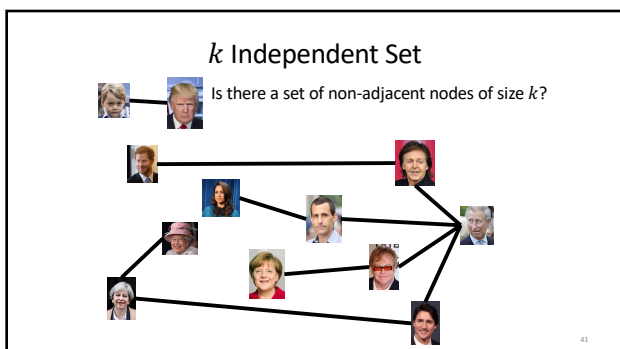 k Independent Set
Is there a set of non-adjacent nodes of size k?
41